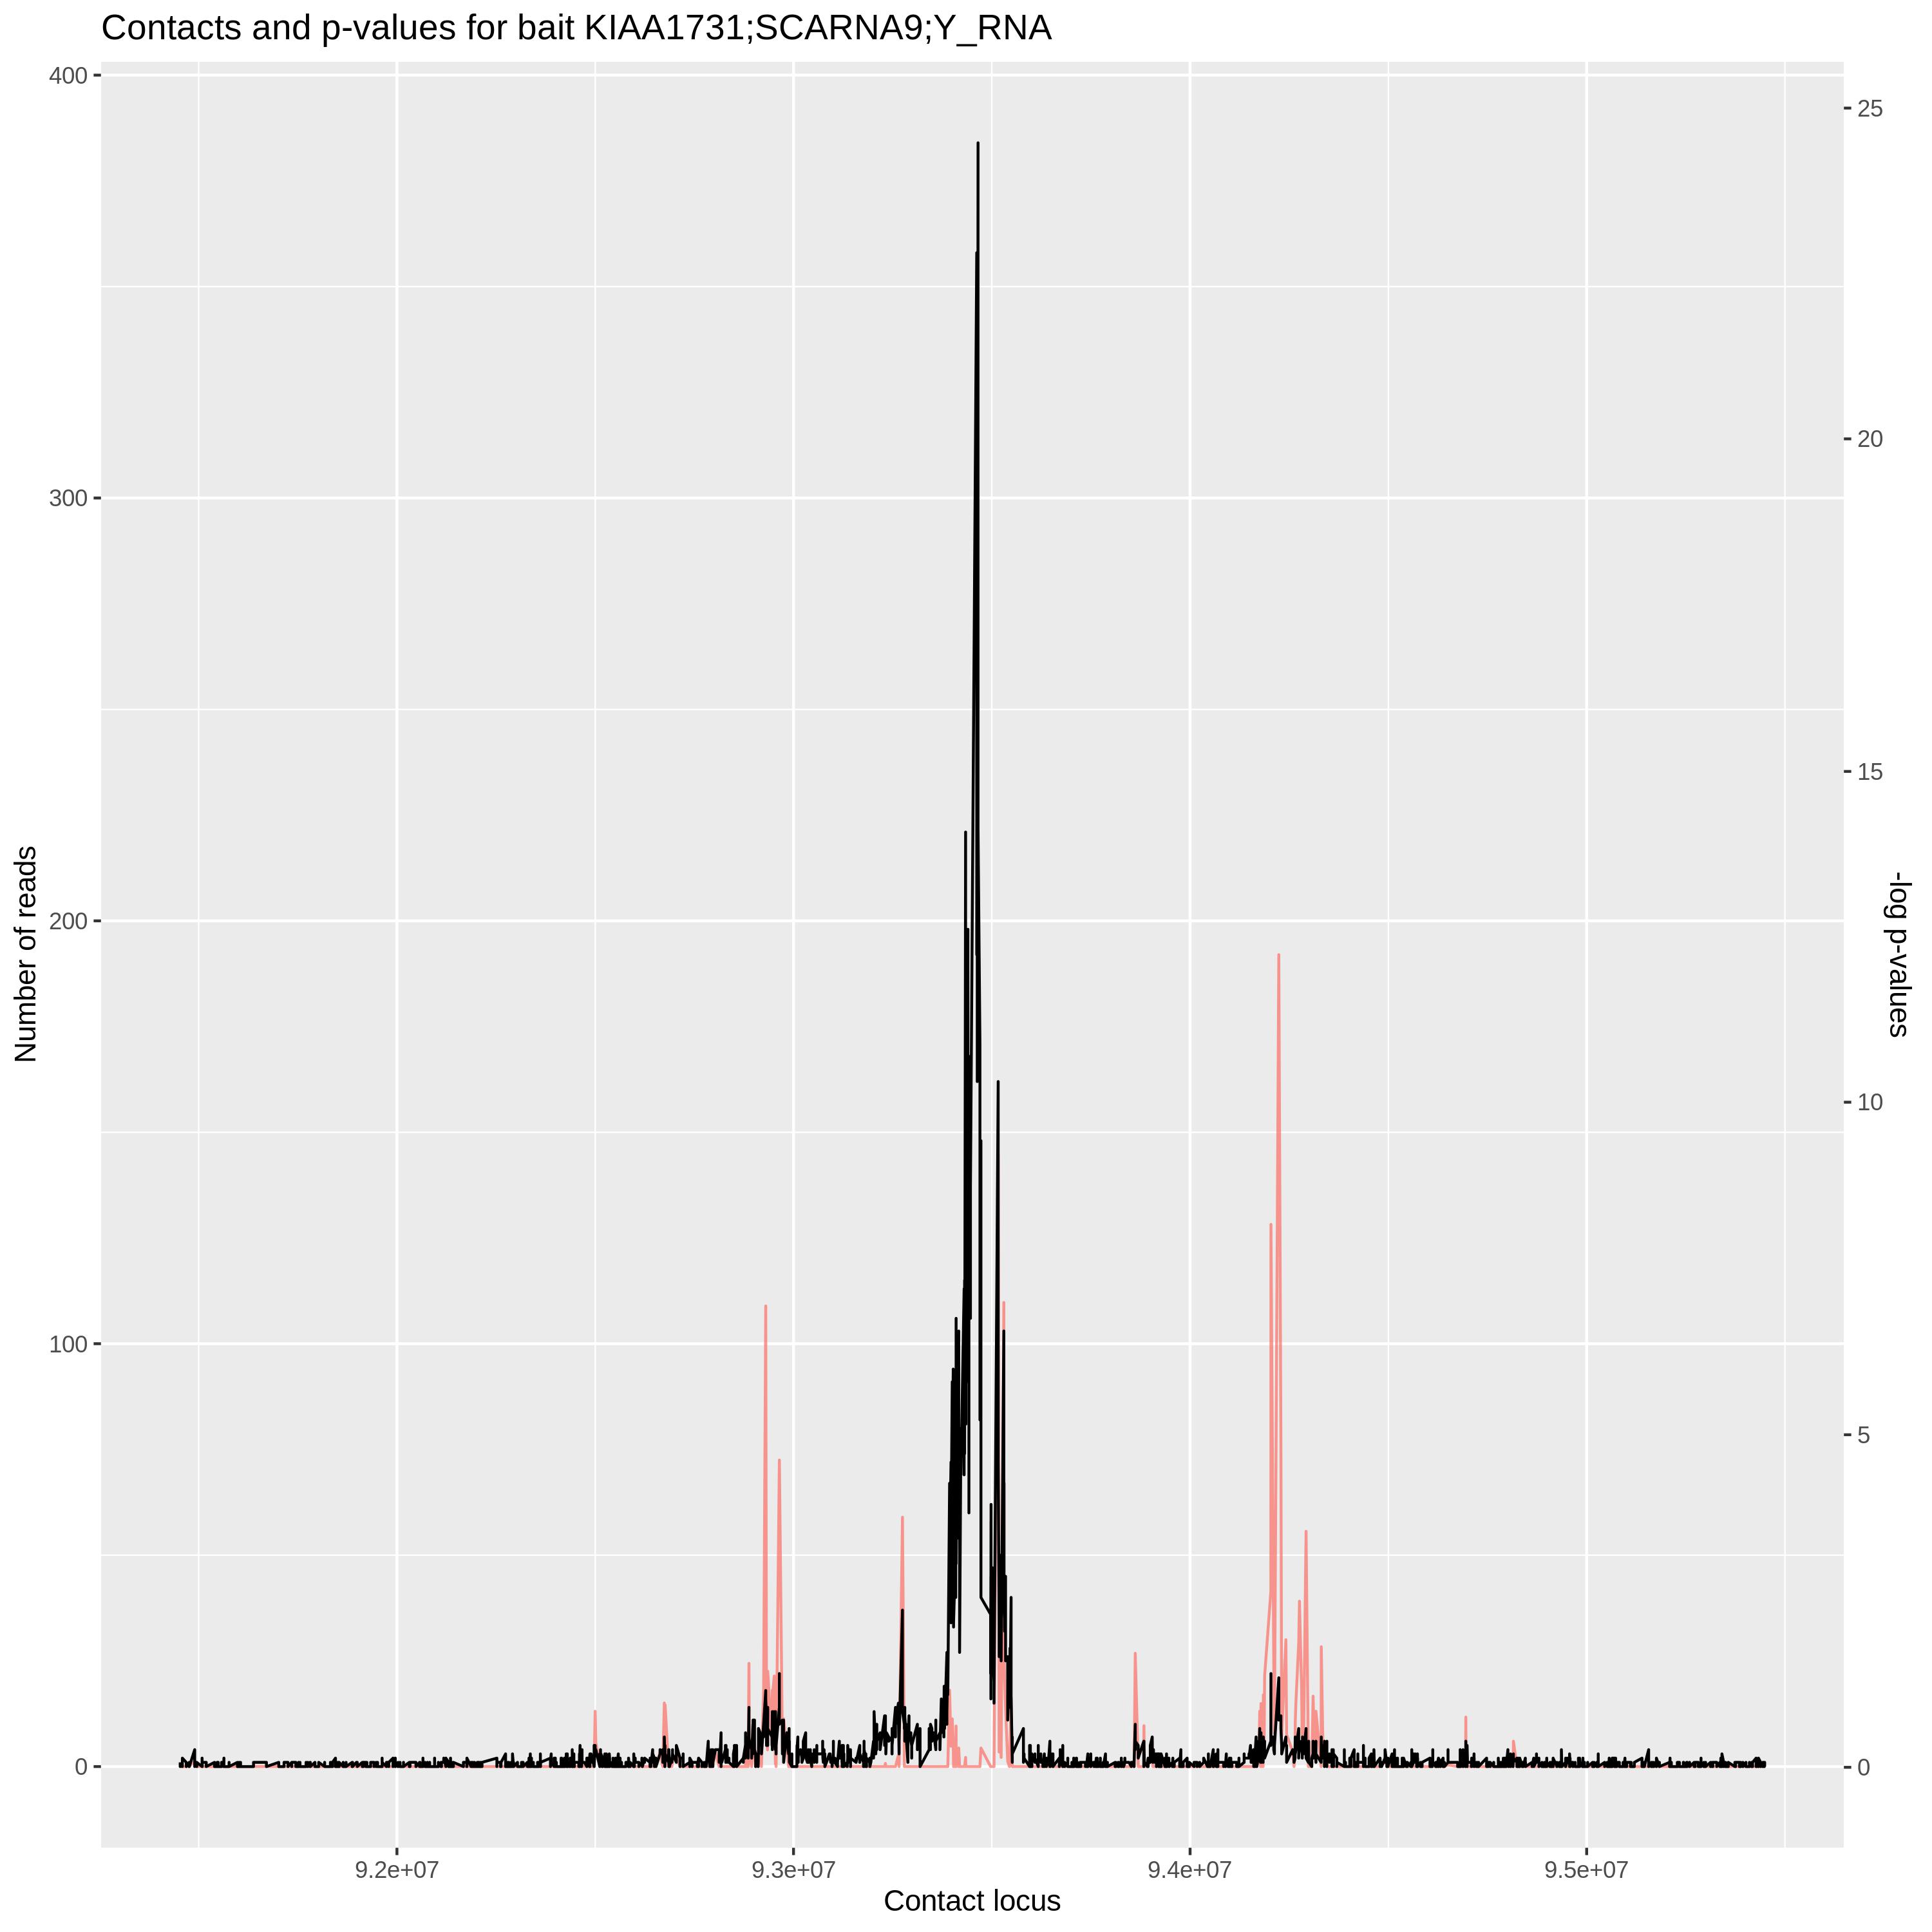 Contacts and p-values for bait KIAA1731;SCARNA9;Y_RNA
400
300
200
100
0
Number of reads
25
20
15
10
5
0
-log p-values
9.2e+07
9.3e+07
9.4e+07
9.5e+07
Contact locus